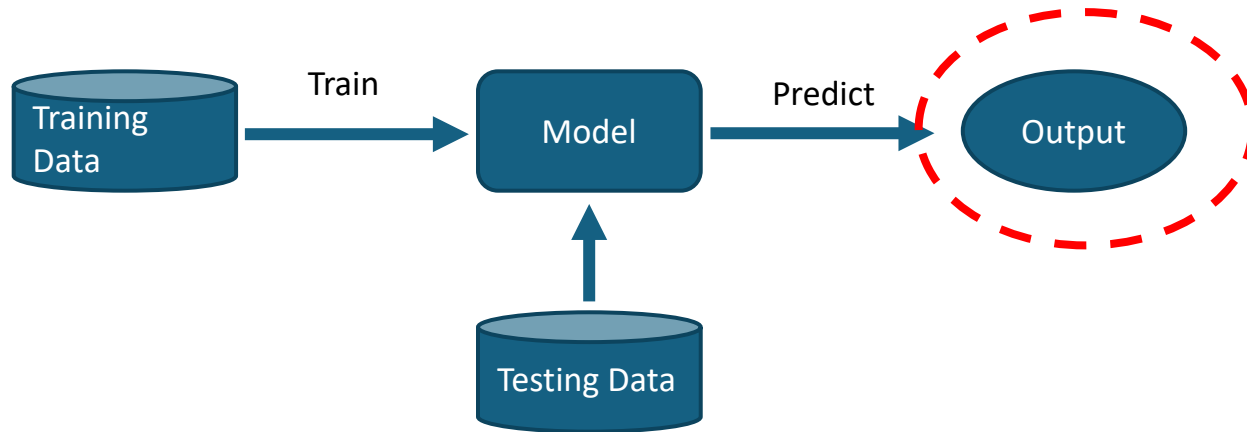 Train
Predict
Training
Data
Model
Output
Testing Data